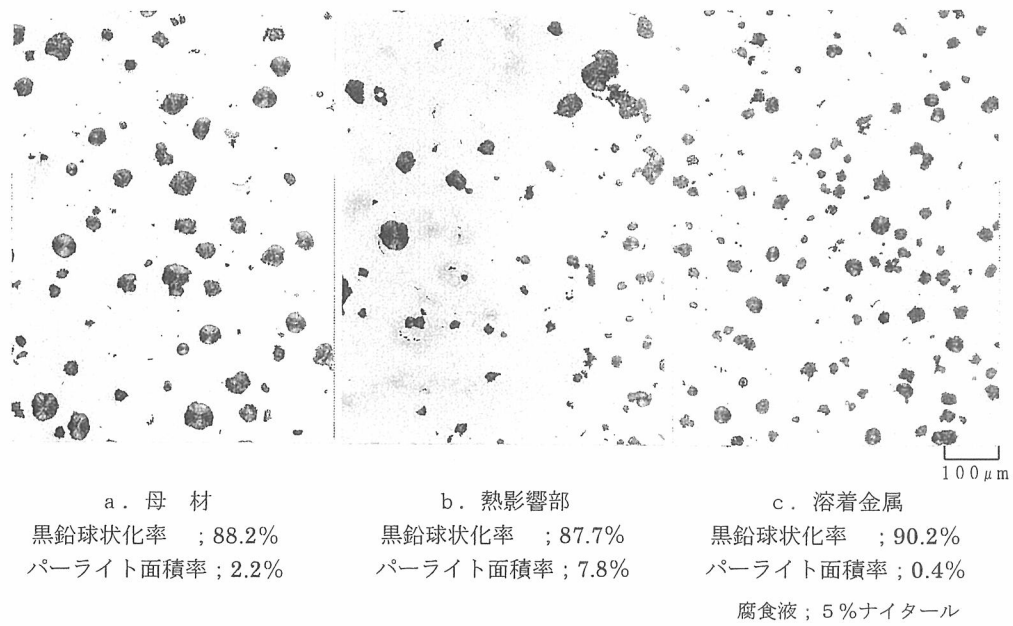 100μm
a．母　材
黒鉛球状化率　；88.2%
パーライト面積率；2.2%
b．熱影響部
黒鉛球状化率　；87.7%
パーライト面積率；7.8%
c．溶着金属
黒鉛球状化率　；90.2%
パーライト面積率；0.4%
腐食液；5%ナイタール